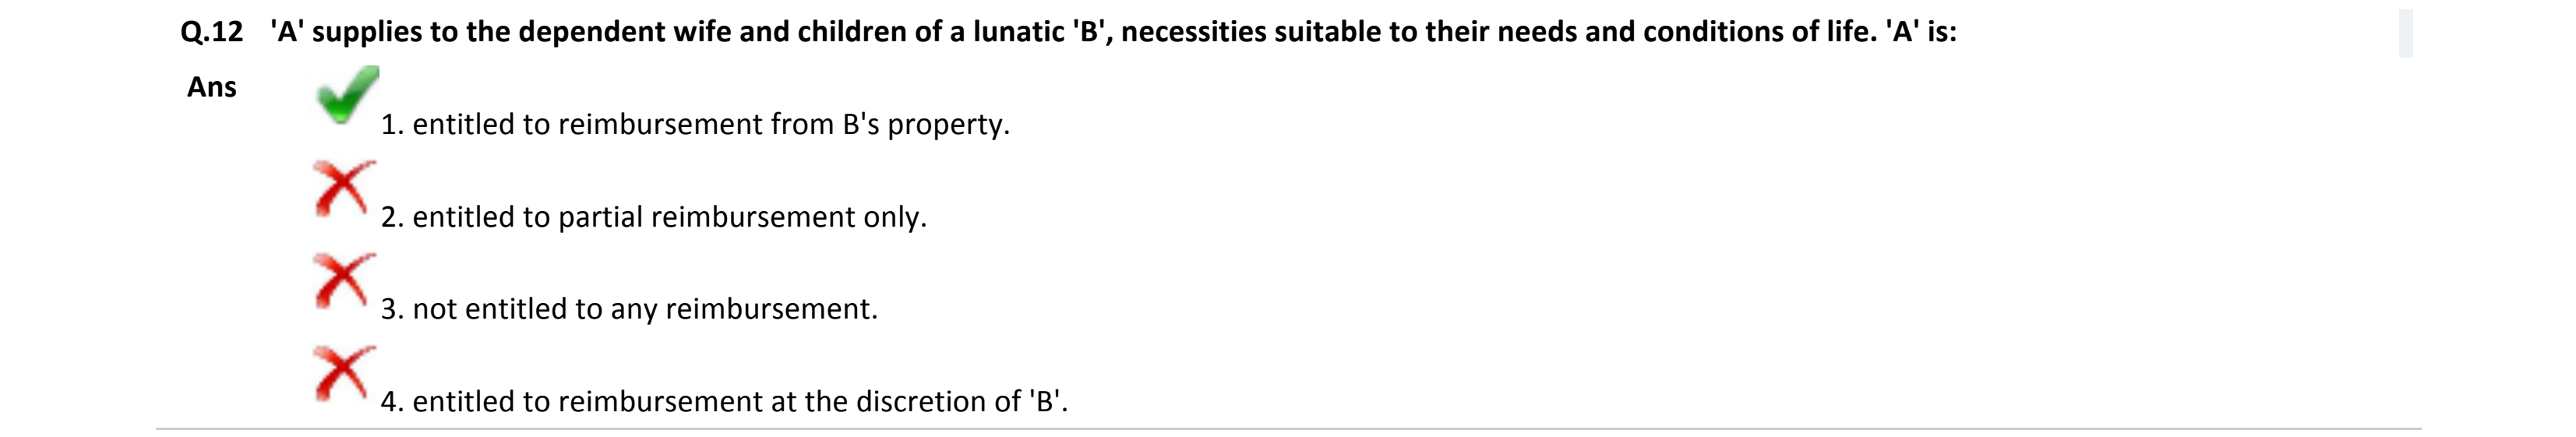 Q.12 'A' supplies to the dependent wife and children of a lunatic 'B', necessities suitable to their needs and conditions of life. 'A' is:
Ans
1. entitled to reimbursement from B's property.
2. entitled to partial reimbursement only.
3. not entitled to any reimbursement.
4. entitled to reimbursement at the discretion of 'B'.